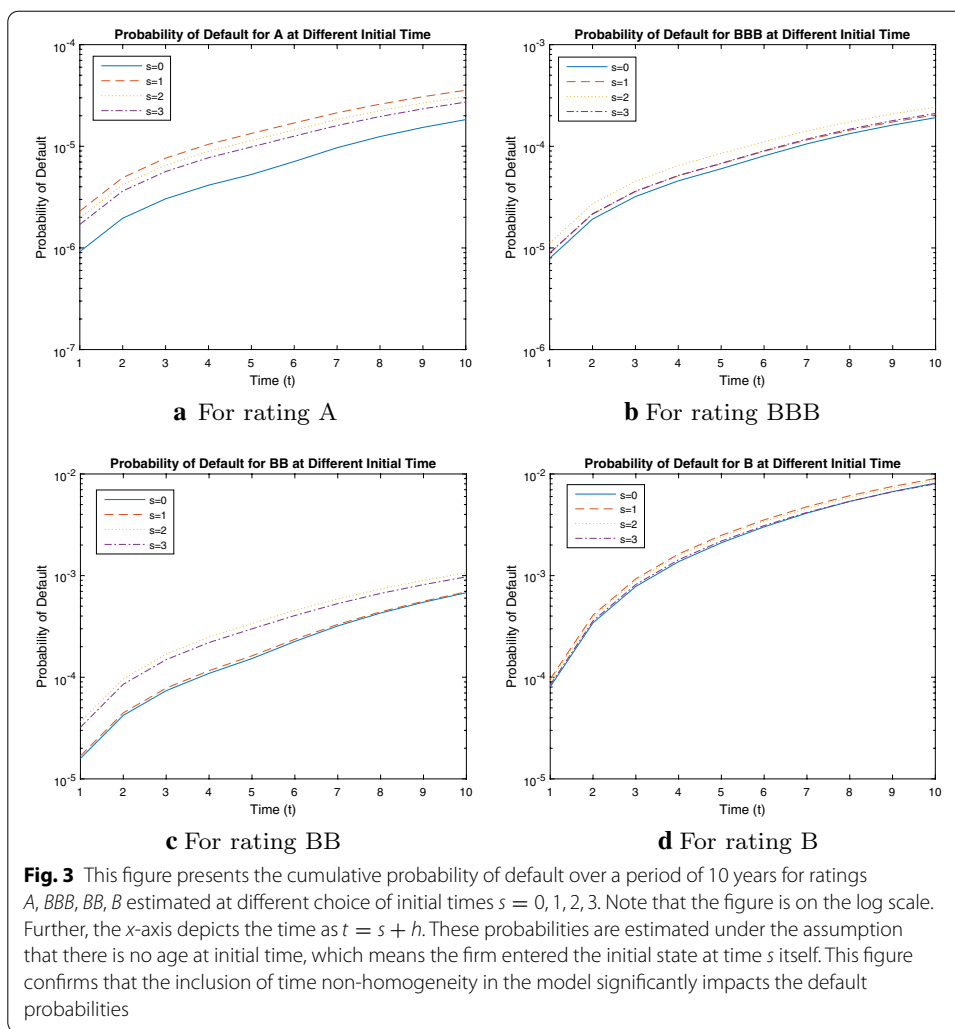 Probability of Default for A at Different Initial Time
10⁻⁴
s=0
s=1
s=2
s=3
10⁻⁵
10⁻⁶
10⁻⁷
Probability of Default
1 2 3 4 5 6 7 8 9 10
Time (t)
a For rating A
Probability of Default for BBB at Different Initial Time
10⁻³
s=0
s=1
s=2
s=3
10⁻⁴
10⁻⁵
10⁻⁶
Probability of Default
1 2 3 4 5 6 7 8 9 10
Time (t)
b For rating BBB
Probability of Default for BB at Different Initial Time
10⁻²
s=0
s=1
s=2
s=3
10⁻³
10⁻⁴
10⁻⁵
Probability of Default
1 2 3 4 5 6 7 8 9 10
Time (t)
c For rating BB
Probability of Default for B at Different Initial Time
10⁻²
s=0
s=1
s=2
s=3
10⁻³
10⁻⁴
10⁻⁵
Probability of Default
1 2 3 4 5 6 7 8 9 10
Time (t)
d For rating B
Fig. 3 This figure presents the cumulative probability of default over a period of 10 years for ratings
A, BBB, BB, B estimated at different choice of initial times s = 0, 1, 2, 3. Note that the figure is on the log scale.
Further, the x-axis depicts the time as t = s + h. These probabilities are estimated under the assumption
that there is no age at initial time, which means the firm entered the initial state at time s itself. This figure
confirms that the inclusion of time non-homogeneity in the model significantly impacts the default
probabilities